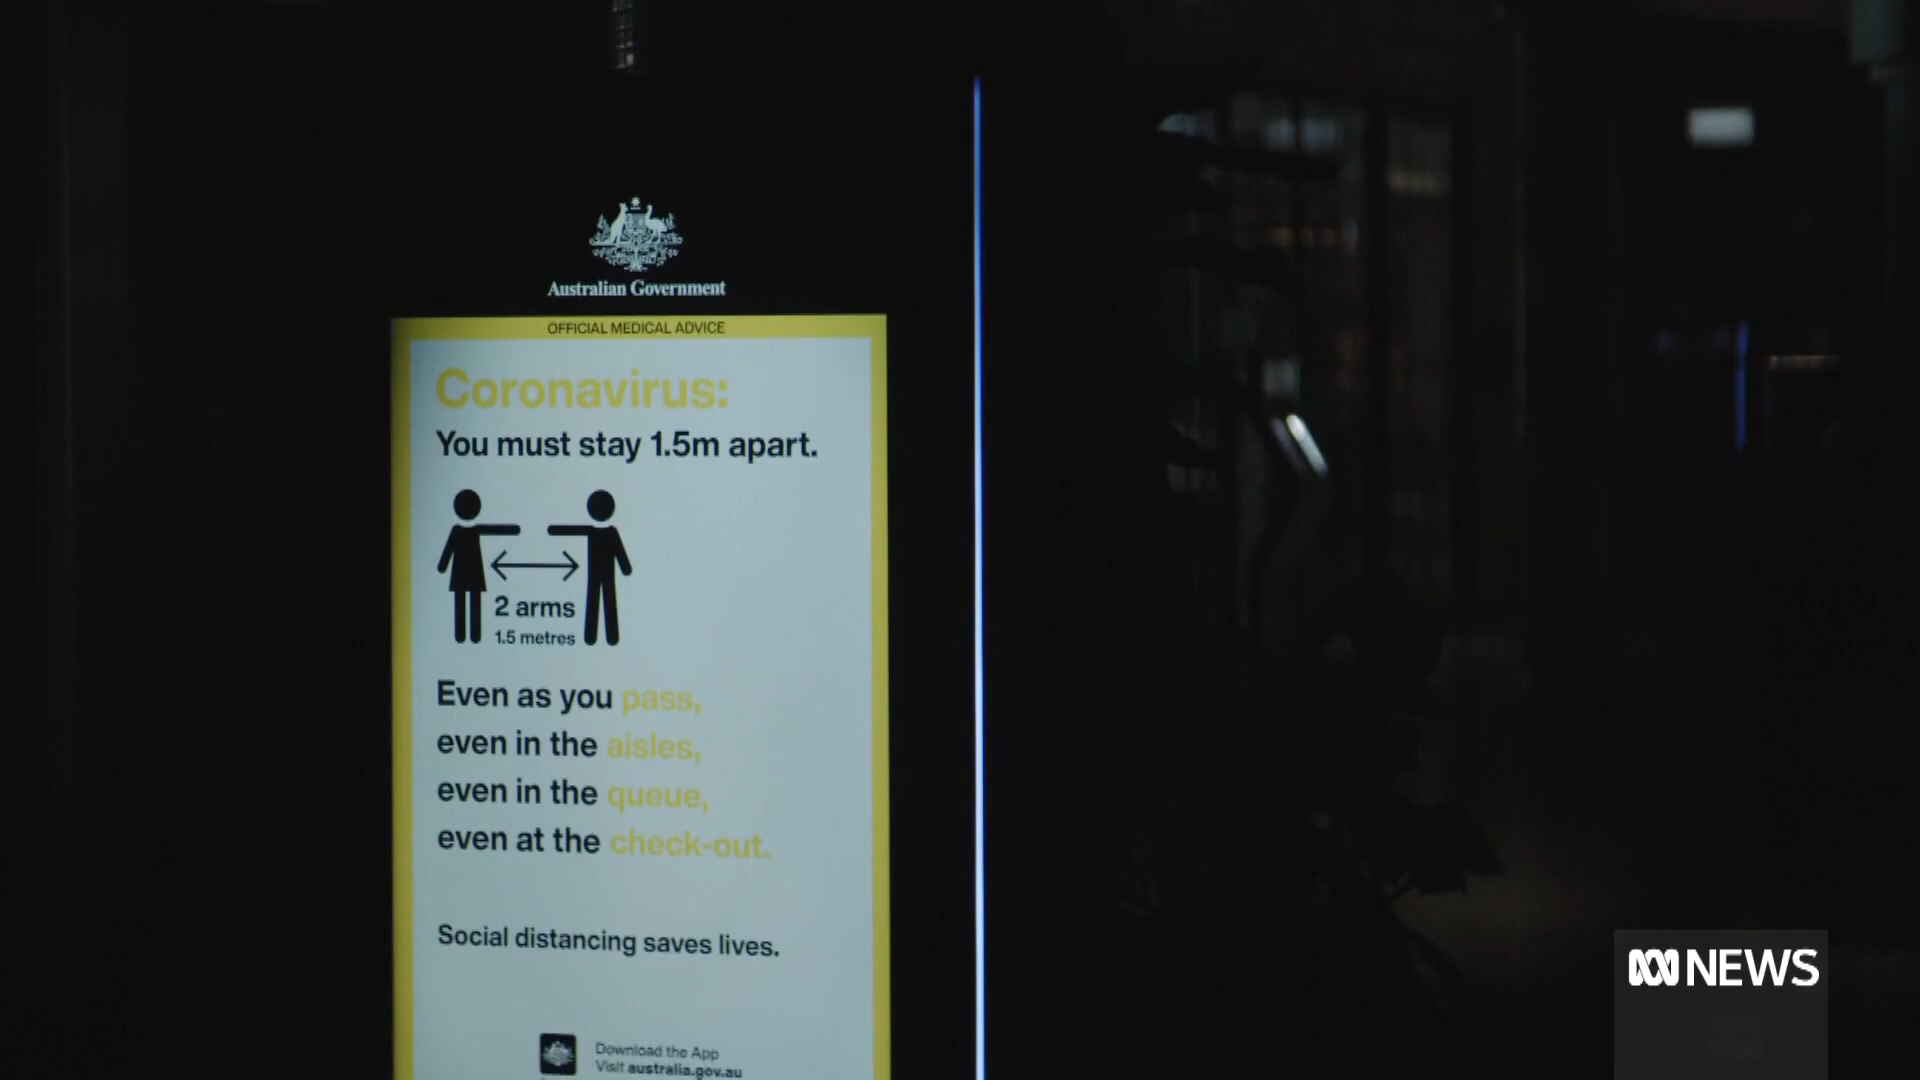 Australian Government
OFFICIAL MEDICAL ADVICE
Coronavirus:
You must stay 1.5m apart.
2 arms
1.5 metres
Even as you pass,
even in the aisles,
even in the queue,
even at the check-out.
Social distancing saves lives.
Download the App
Visit australia.gov.au
NEWS